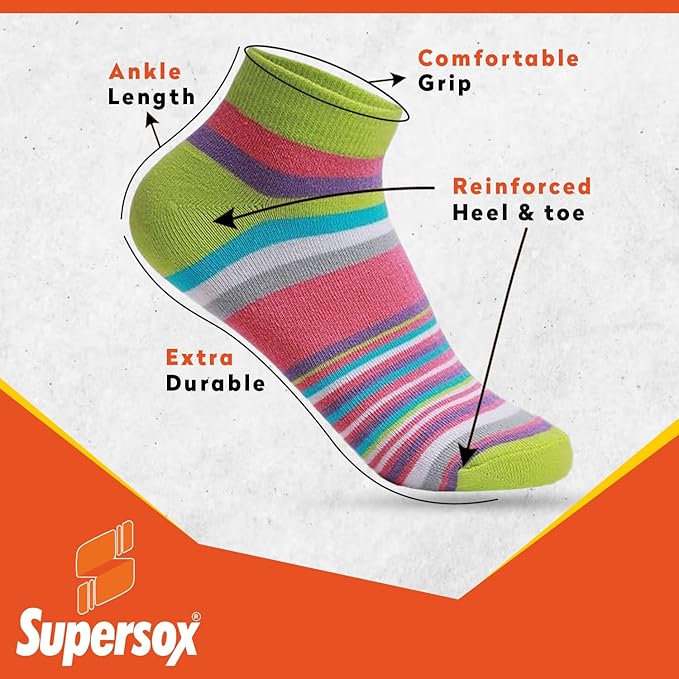 Ankle
Length
Comfortable
Grip
Reinforced
Heel & toe
Extra
Durable
Supersox®